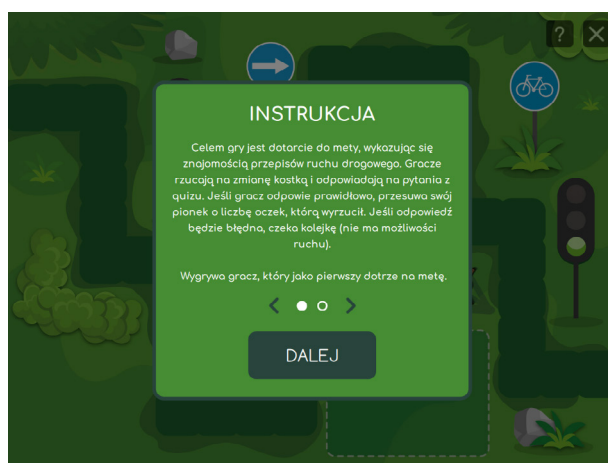 ?
INSTRUKCJA
Celem gry jest dotarcie do mety, wykazując się
znajomością przepisów ruchu drogowego. Gracze
rzucają na zmianę kostką i odpowiadają na pytania z
quizu. Jeśli gracz odpowie prawidłowo, przesuwa swój
pionek o liczbę oczek, którą wyrzucił. Jeśli odpowiedź
będzie błędna, czeka kolejkę (nie ma możliwości
ruchu).
Wygrywa gracz, który jako pierwszy dotrze na metę.
DALEJ